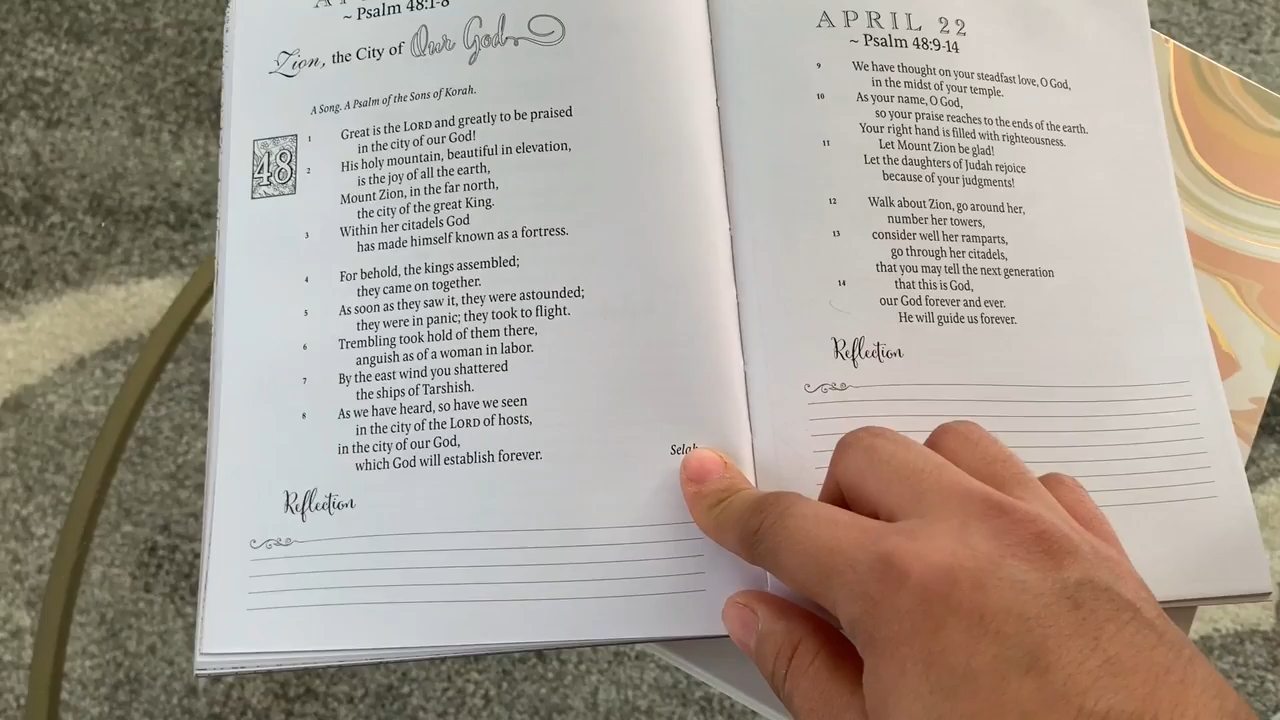 ~ Psalm 48:1-8
Zion, the City of Our God
A Song. A Psalm of the Sons of Korah.
48
1 Great is the LORD and greatly to be praised
in the city of our God!
2 His holy mountain, beautiful in elevation,
is the joy of all the earth,
Mount Zion, in the far north,
the city of the great King.
3 Within her citadels God
has made himself known as a fortress.
4 For behold, the kings assembled;
they came on together.
5 As soon as they saw it, they were astounded;
they were in panic; they took to flight.
6 Trembling took hold of them there,
anguish as of a woman in labor.
7 By the east wind you shattered
the ships of Tarshish.
8 As we have heard, so have we seen
in the city of the LORD of hosts,
in the city of our God,
which God will establish forever.
Selah
Reflection
APRIL 22
~ Psalm 48:9-14
9 We have thought on your steadfast love, O God,
in the midst of your temple.
10 As your name, O God,
so your praise reaches to the ends of the earth.
Your right hand is filled with righteousness.
11 Let Mount Zion be glad!
Let the daughters of Judah rejoice
because of your judgments!
12 Walk about Zion, go around her,
number her towers,
13 consider well her ramparts,
go through her citadels,
that you may tell the next generation
14 that this is God,
our God forever and ever.
He will guide us forever.
Reflection